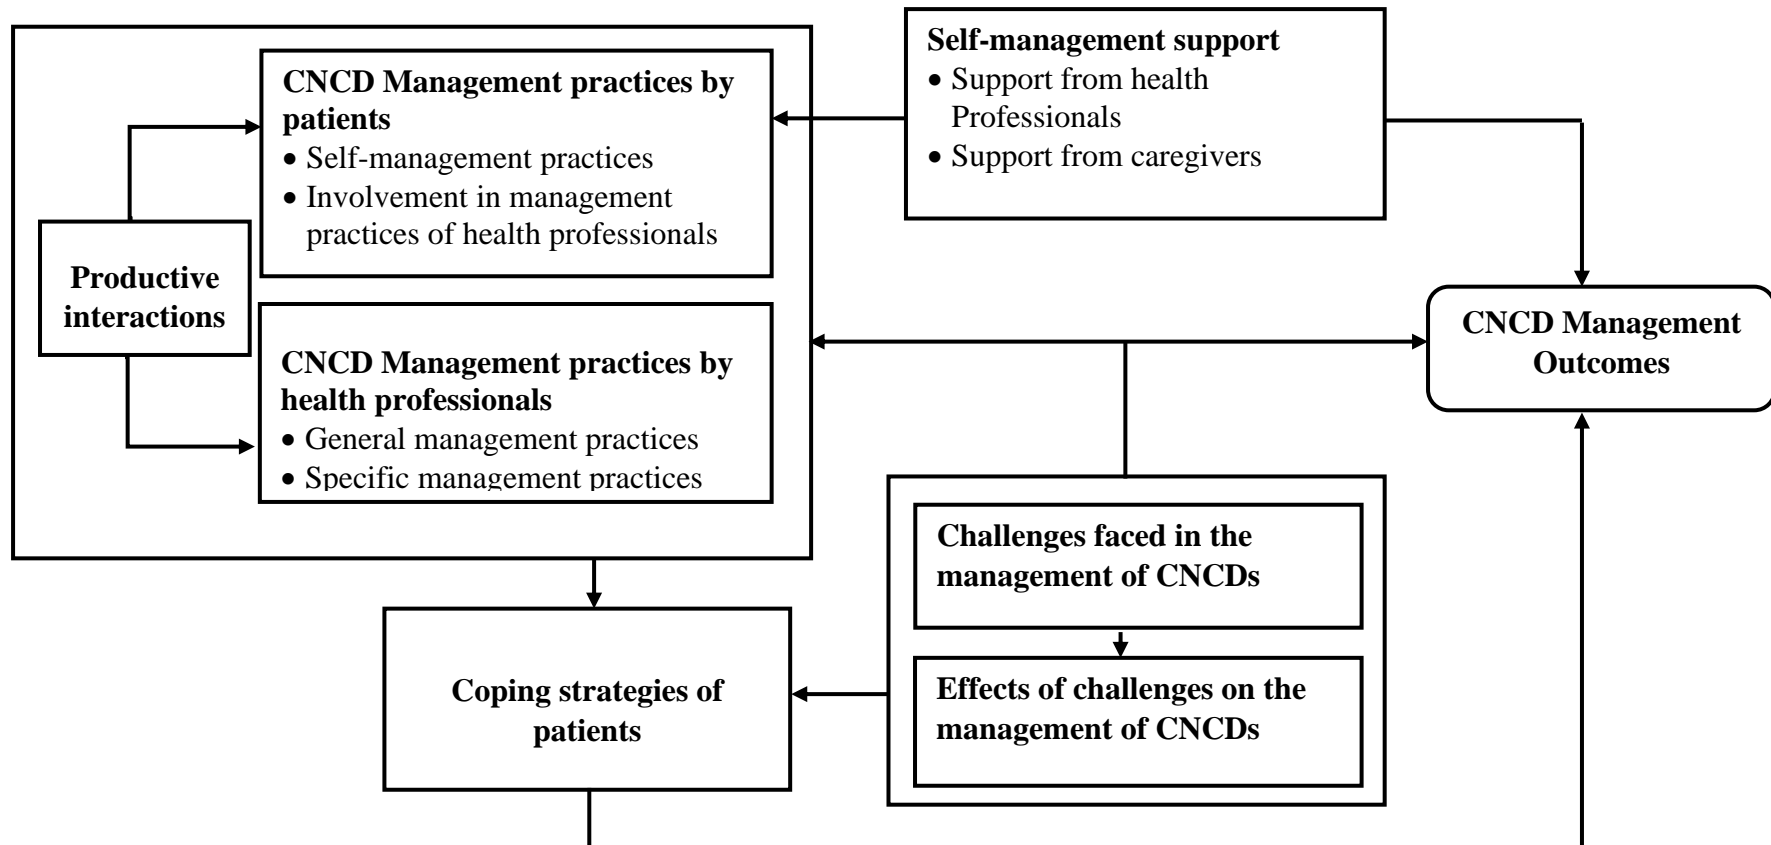 CNCD Management practices by
patients
• Self-management practices
• Involvement in management
practices of health professionals
Self-management support
• Support from health
Professionals
• Support from caregivers
Productive
interactions
CNCD Management practices by
health professionals
• General management practices
• Specific management practices
CNCD Management
Outcomes
Challenges faced in the
management of CNCDs
Coping strategies of
patients
Effects of challenges on the
management of CNCDs